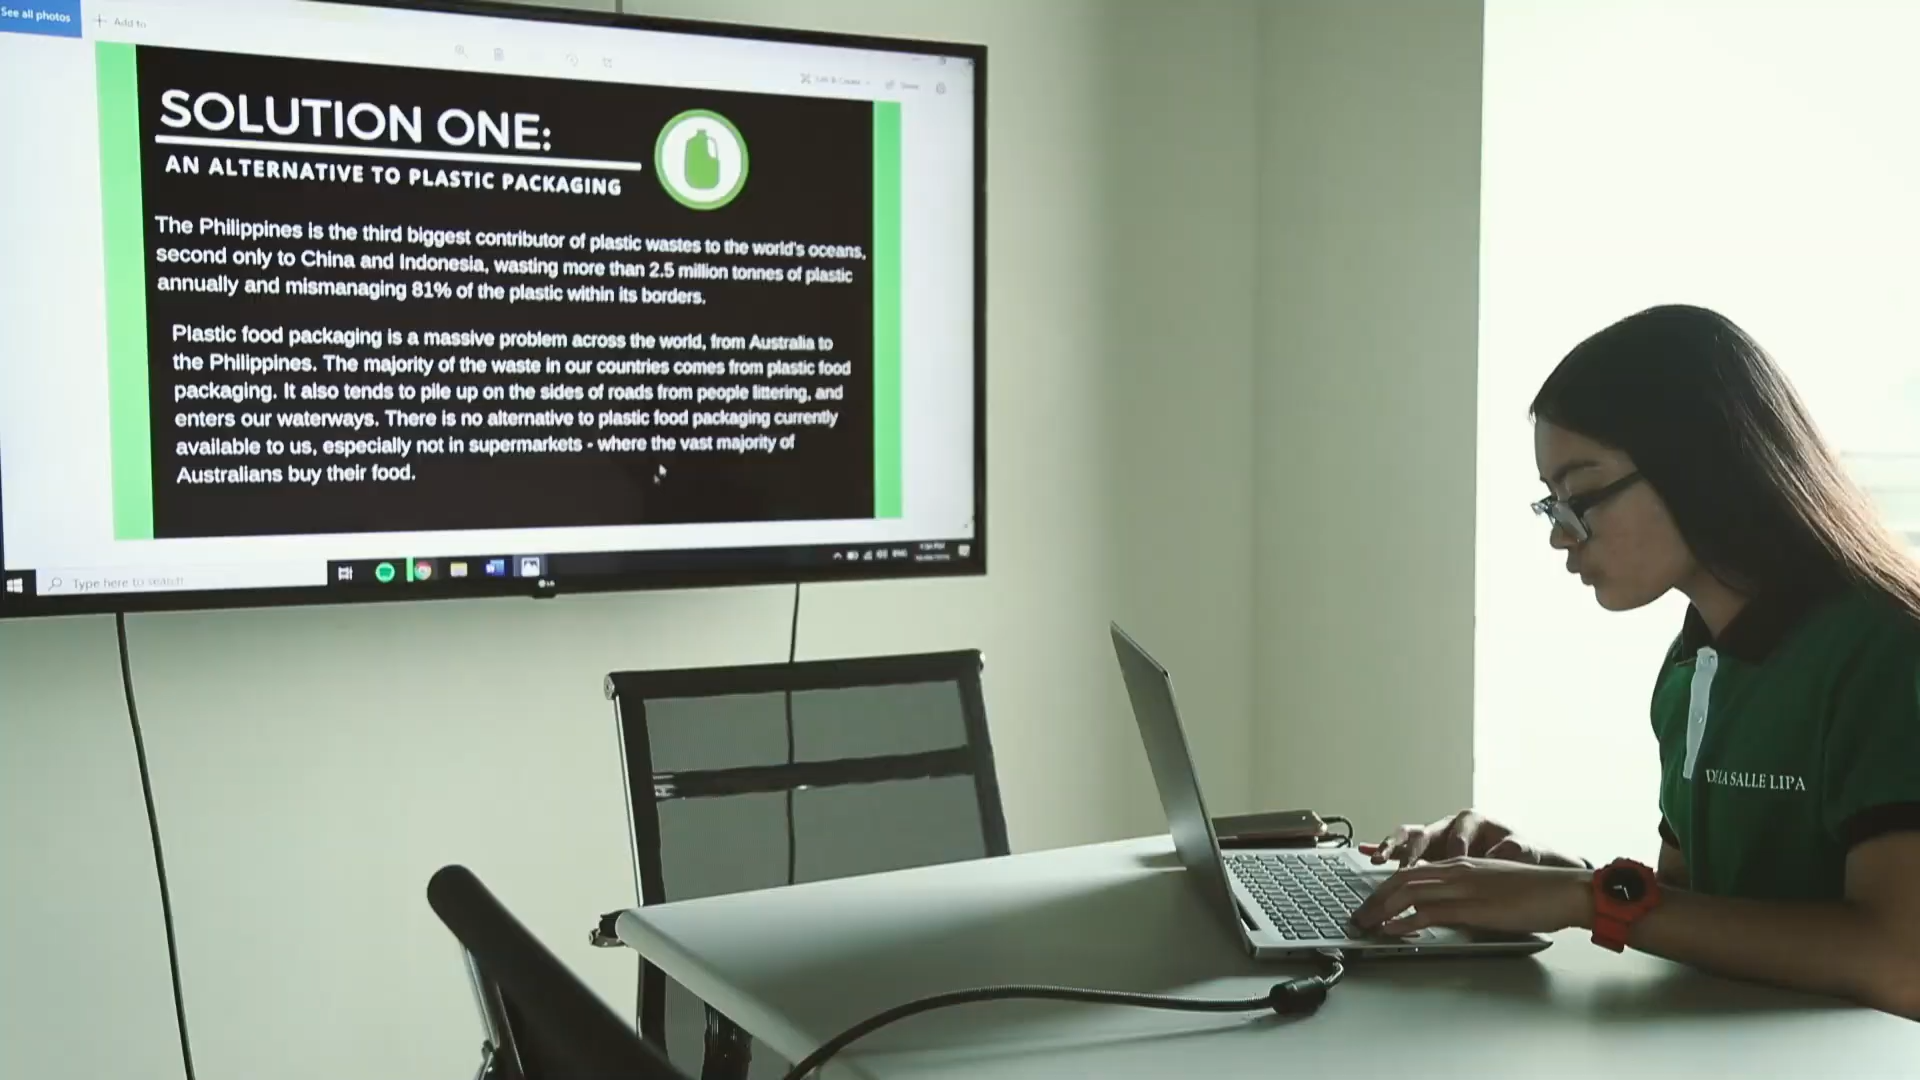 See all photos
Add to
SOLUTION ONE:
AN ALTERNATIVE TO PLASTIC PACKAGING
The Philippines is the third biggest contributor of plastic wastes to the world's oceans,
second only to China and Indonesia, wasting more than 2.5 million tonnes of plastic
annually and mismanaging 81% of the plastic within its borders.
Plastic food packaging is a massive problem across the world, from Australia to
the Philippines. The majority of the waste in our countries comes from plastic food
packaging. It also tends to pile up on the sides of roads from people littering, and
enters our waterways. There is no alternative to plastic food packaging currently
available to us, especially not in supermarkets - where the vast majority of
Australians buy their food.
Type here to search
DE LA SALLE LIPA